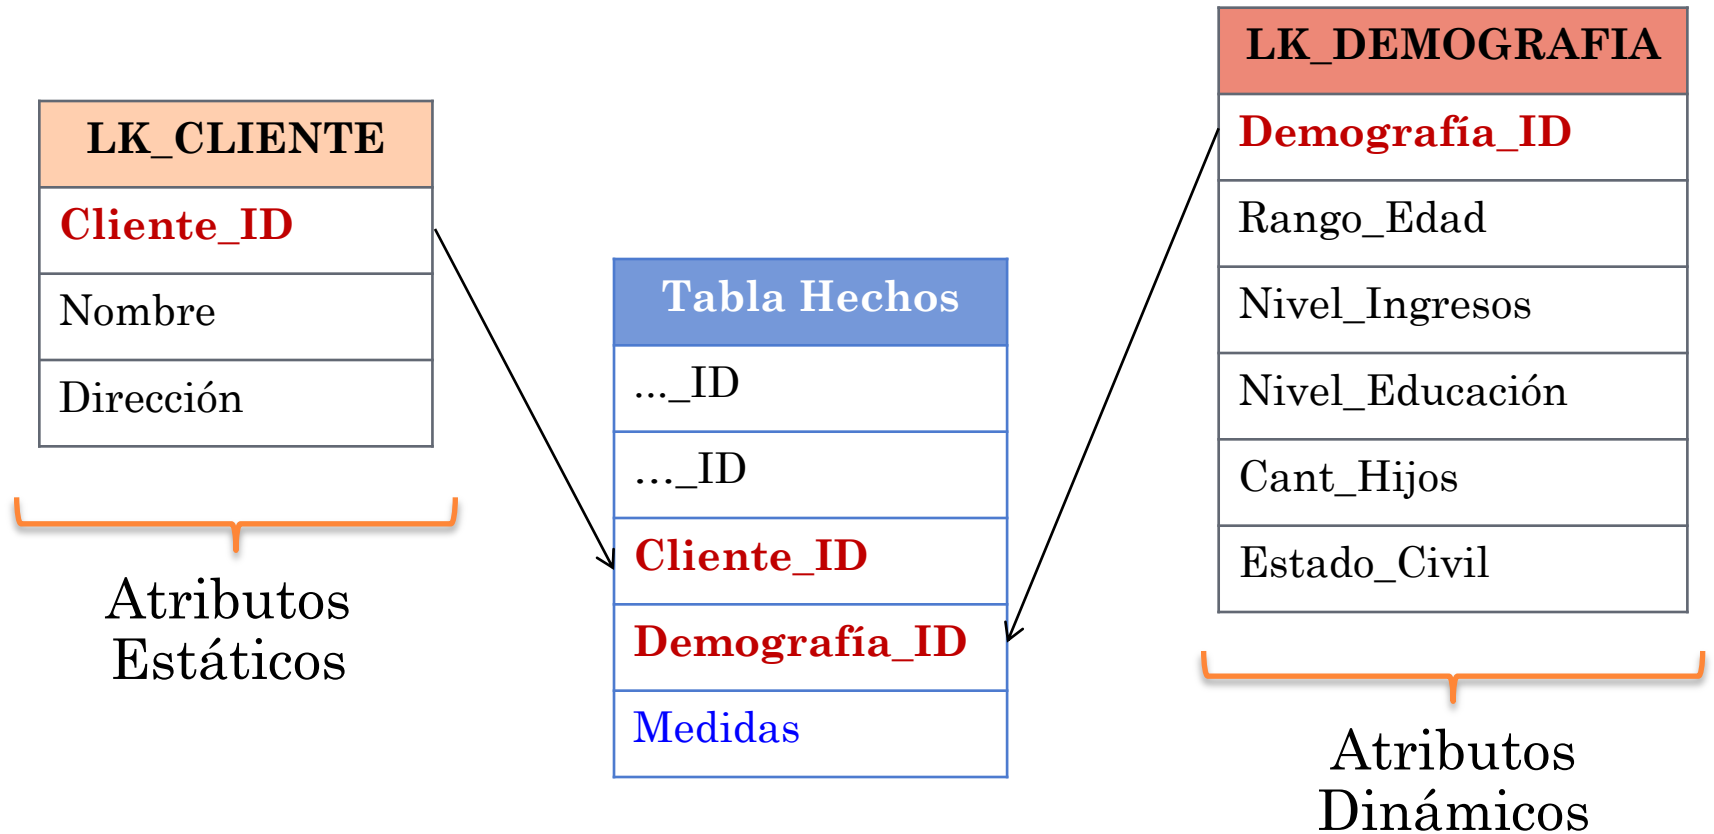 LK_CLIENTE
Cliente_ID
Nombre
Dirección
Atributos
Estáticos
Tabla Hechos
..._ID
..._ID
Cliente_ID
Demografía_ID
Medidas
LK_DEMOGRAFIA
Demografía_ID
Rango_Edad
Nivel_Ingresos
Nivel_Educación
Cant_Hijos
Estado_Civil
Atributos
Dinámicos